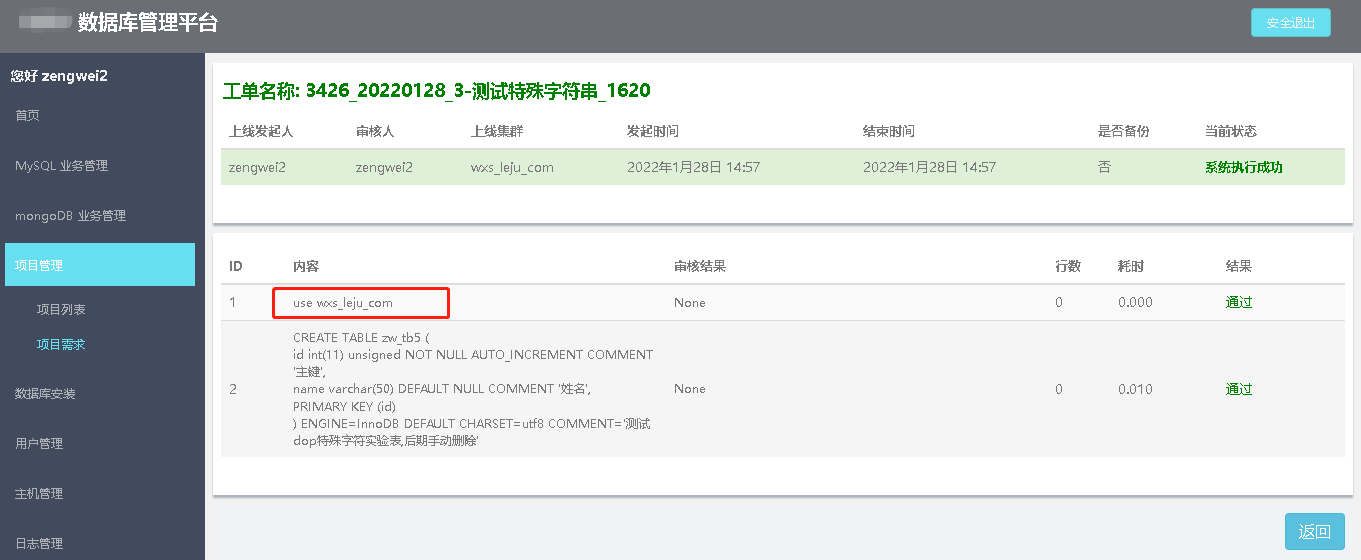 数据库管理平台
安全退出
您好 zengwei2
首页
MySQL 业务管理
mongoDB 业务管理
项目管理
项目列表
项目需求
数据库安装
用户管理
主机管理
日志管理
工单名称: 3426_20220128_3-测试特殊字符串_1620
上线发起人 审核人 上线集群 发起时间 结束时间 是否备份 当前状态
zengwei2 zengwei2 wxs_leju_com 2022年1月28日 14:57 2022年1月28日 14:57 否 系统执行成功
ID 内容 审核结果 行数 耗时 结果
1 use wxs_leju_com None 0 0.000 通过
CREATE TABLE zw_tb5 (
id int(11) unsigned NOT NULL AUTO_INCREMENT COMMENT
'主键',
2 name varchar(50) DEFAULT NULL COMMENT '姓名', None 0 0.010 通过
PRIMARY KEY (id)
) ENGINE=InnoDB DEFAULT CHARSET=utf8 COMMENT='测试
dop特殊字符实验表,后期手动删除'
返回